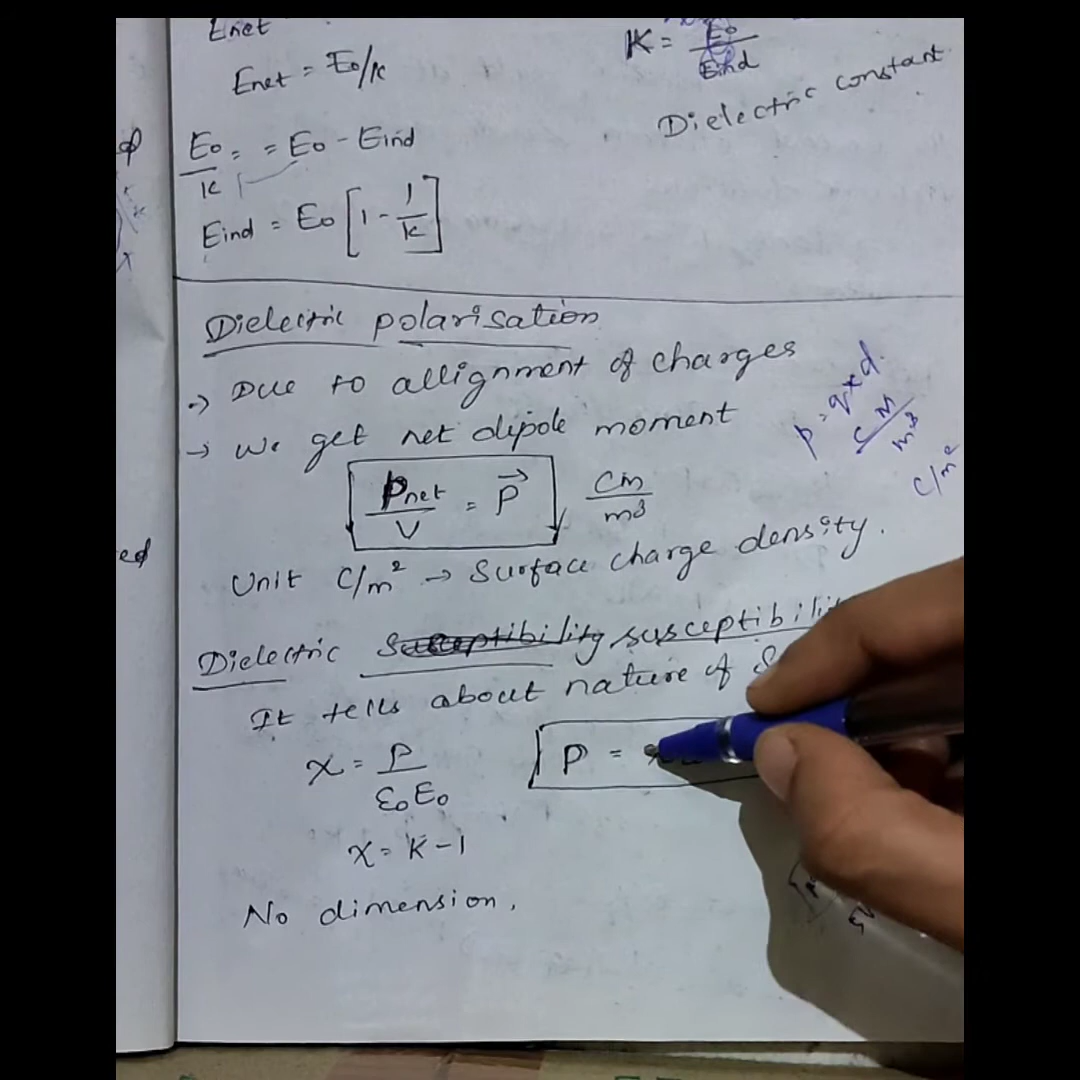 Enet
Enet = E0/K
K = E0/Eind
Dielectric constant
E0/K = = E0 - Eind
Eind = E0 [1 - 1/K]
Dielectric polarisation
-> Due to allignment of charges
-> We get net dipole moment
Pnet/V = P⃗ Cm/m³
p = q×d
C M/m³
C/m²
Unit C/m² -> Surface charge density.
ed
Dielectric susceptibility
It tells about nature of
χ = P/ε0E0
P =
χ = K - 1
No dimension.